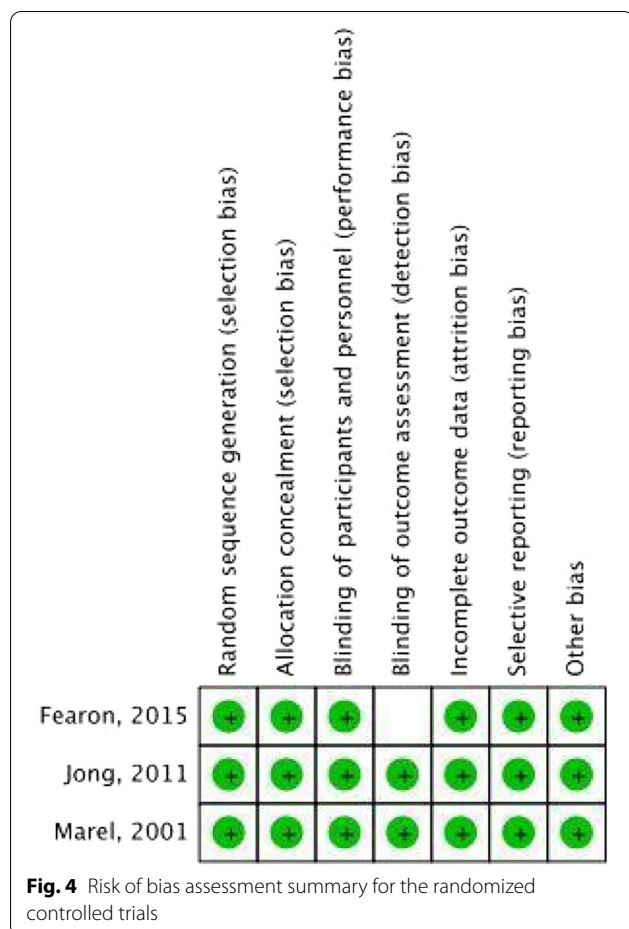 Random sequence generation (selection bias)
Allocation concealment (selection bias)
Blinding of participants and personnel (performance bias)
Blinding of outcome assessment (detection bias)
Incomplete outcome data (attrition bias)
Selective reporting (reporting bias)
Other bias
Fearon, 2015 + + + + + +
Jong, 2011 + + + + + + +
Marel, 2001 + + + + + + +
Fig. 4 Risk of bias assessment summary for the randomized
controlled trials